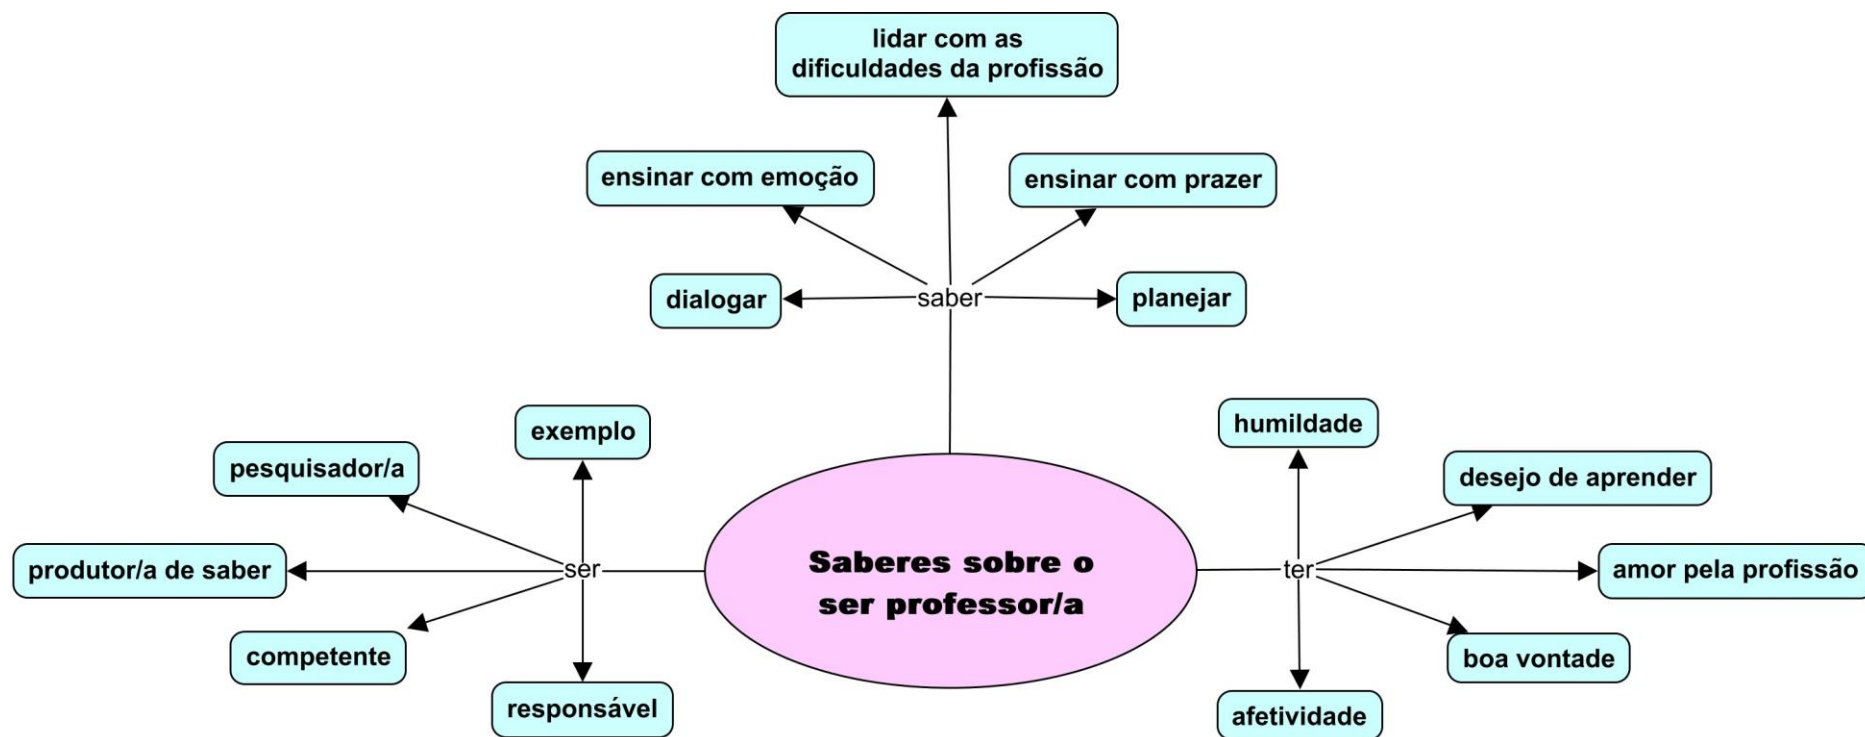 lidar com as
dificuldades da profissão
ensinar com emoção
ensinar com prazer
dialogar
saber
planejar
exemplo
pesquisador/a
produtor/a de saber
ser
competente
responsável
Saberes sobre o
ser professor/a
humildade
desejo de aprender
ter
amor pela profissão
boa vontade
afetividade